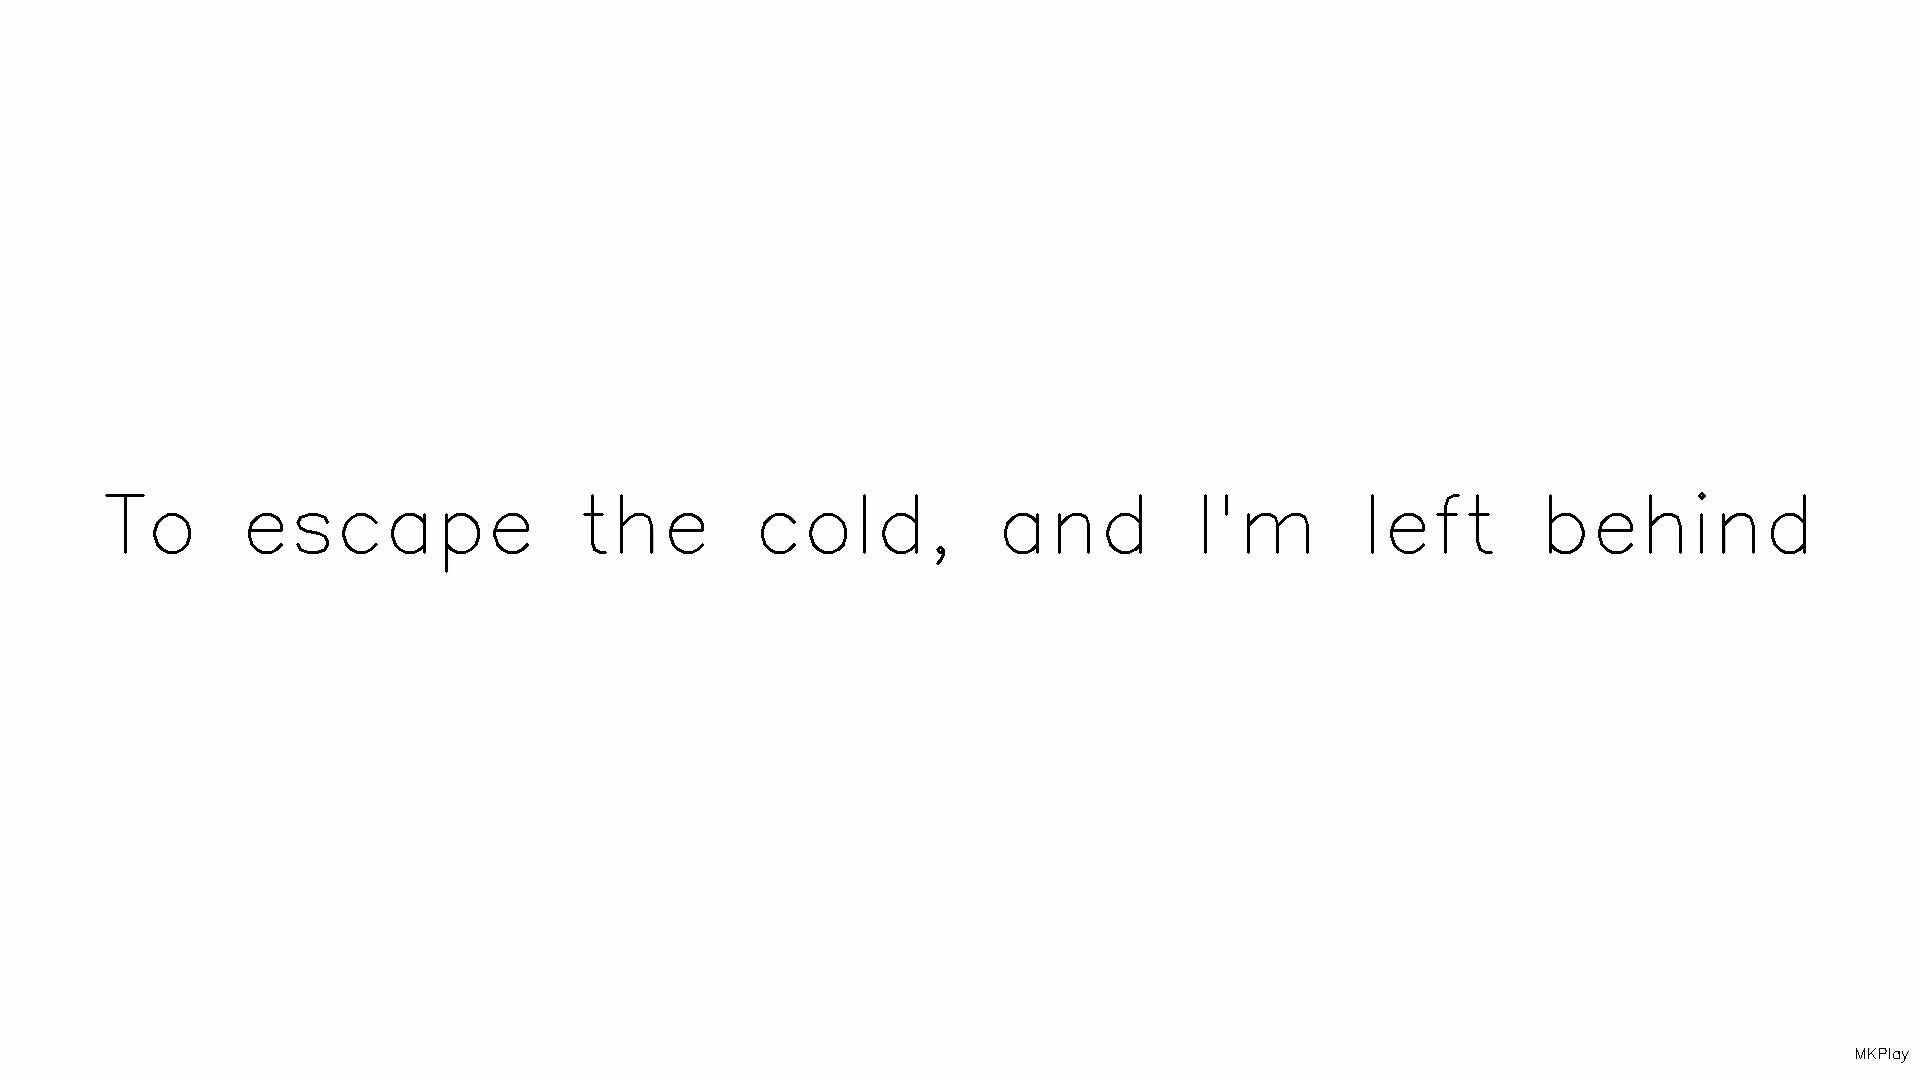 To escape the cold, and I'm left behind
MKPlay